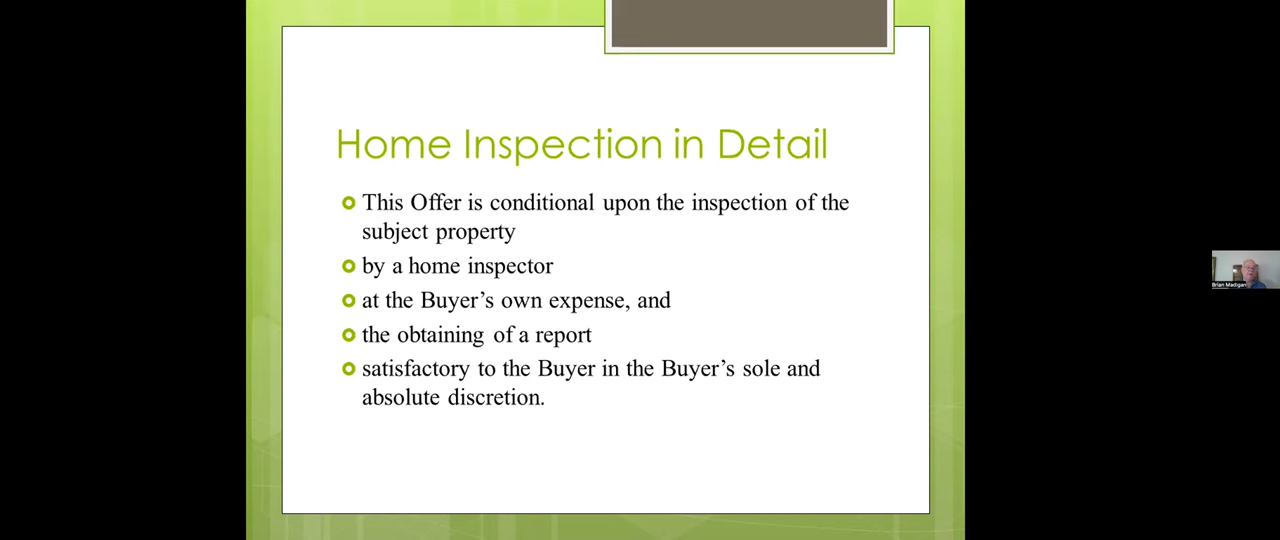 Home Inspection in Detail
This Offer is conditional upon the inspection of the
subject property
by a home inspector
at the Buyer's own expense, and
the obtaining of a report
satisfactory to the Buyer in the Buyer's sole and
absolute discretion.
Brian Madigan